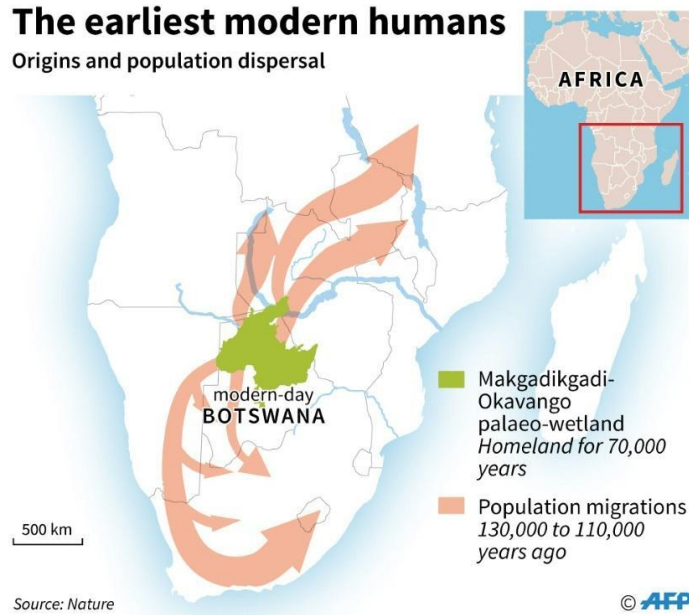 The earliest modern humans
Origins and population dispersal
AFRICA
modern-day
BOTSWANA
Makgadikgadi-
Okavango
palaeo-wetland
Homeland for 70,000
years
Population migrations
130,000 to 110,000
years ago
500 km
Source: Nature
© AFP